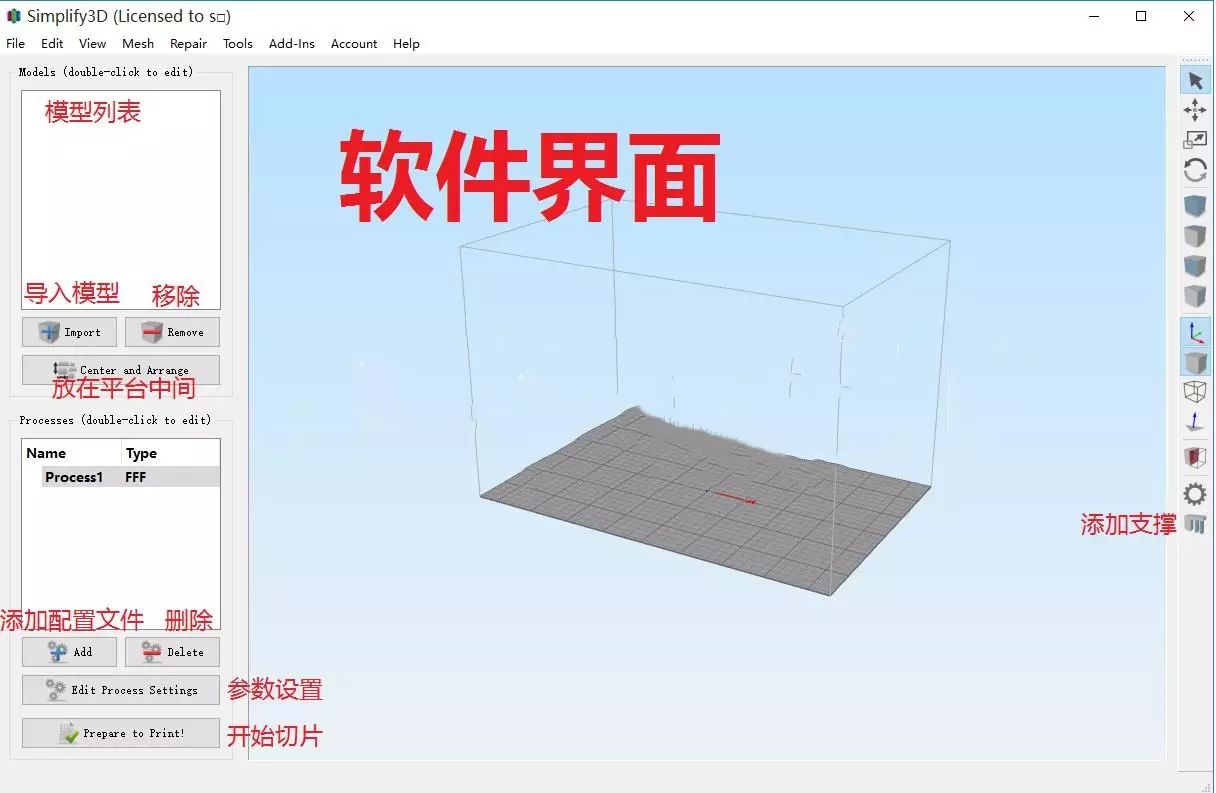 Simplify3D (Licensed to s□)
File Edit View Mesh Repair Tools Add-Ins Account Help
Models (double-click to edit)
模型列表
软件界面
导入模型 移除
Import Remove
Center and Arrange
放在平台中间
Processes (double-click to edit)
Name Type
Process1 FFF
添加支撑
添加配置文件 删除
Add Delete
Edit Process Settings 参数设置
Prepare to Print! 开始切片